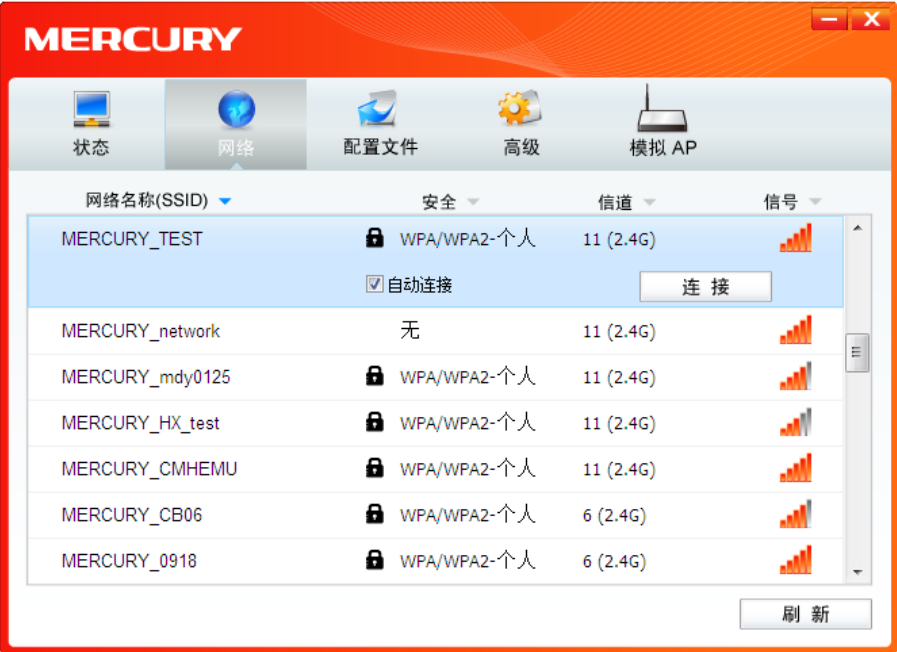 MERCURY
状态 网络 配置文件 高级 模拟 AP
网络名称(SSID) 安全 信道 信号
MERCURY_TEST WPA/WPA2-个人 11 (2.4G)
自动连接 连 接
MERCURY_network 无 11 (2.4G)
MERCURY_mdy0125 WPA/WPA2-个人 11 (2.4G)
MERCURY_HX_test WPA/WPA2-个人 11 (2.4G)
MERCURY_CMHEMU WPA/WPA2-个人 11 (2.4G)
MERCURY_CB06 WPA/WPA2-个人 6 (2.4G)
MERCURY_0918 WPA/WPA2-个人 6 (2.4G)
刷 新